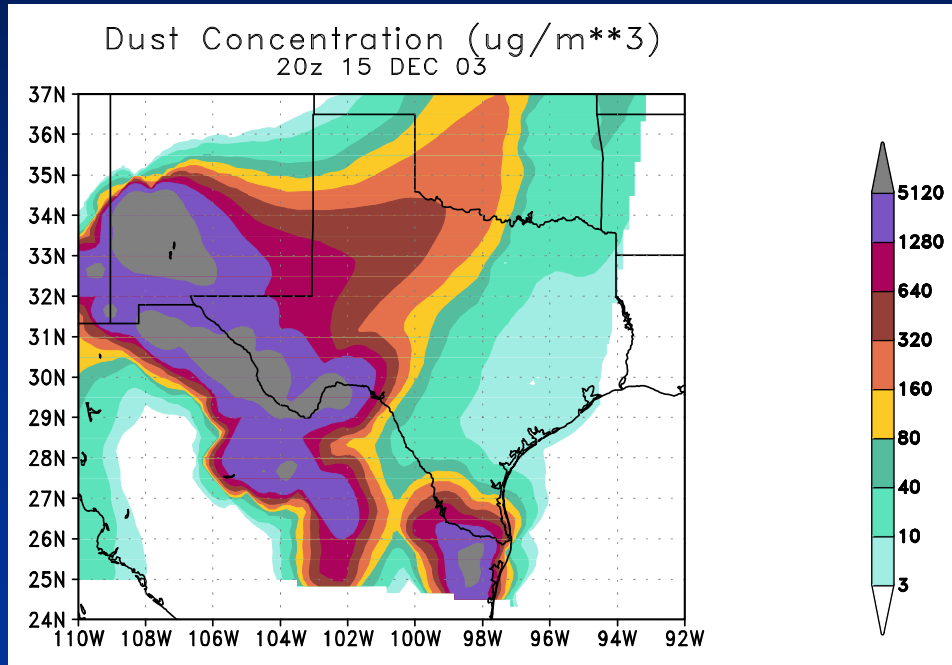 Dust Concentration (ug/m**3)
20z 15 DEC 03
37N
36N
35N
34N
33N
32N
31N
30N
29N
28N
27N
26N
25N
24N
110W 108W 106W 104W 102W 100W 98W 96W 94W 92W
5120
1280
640
320
160
80
40
10
3